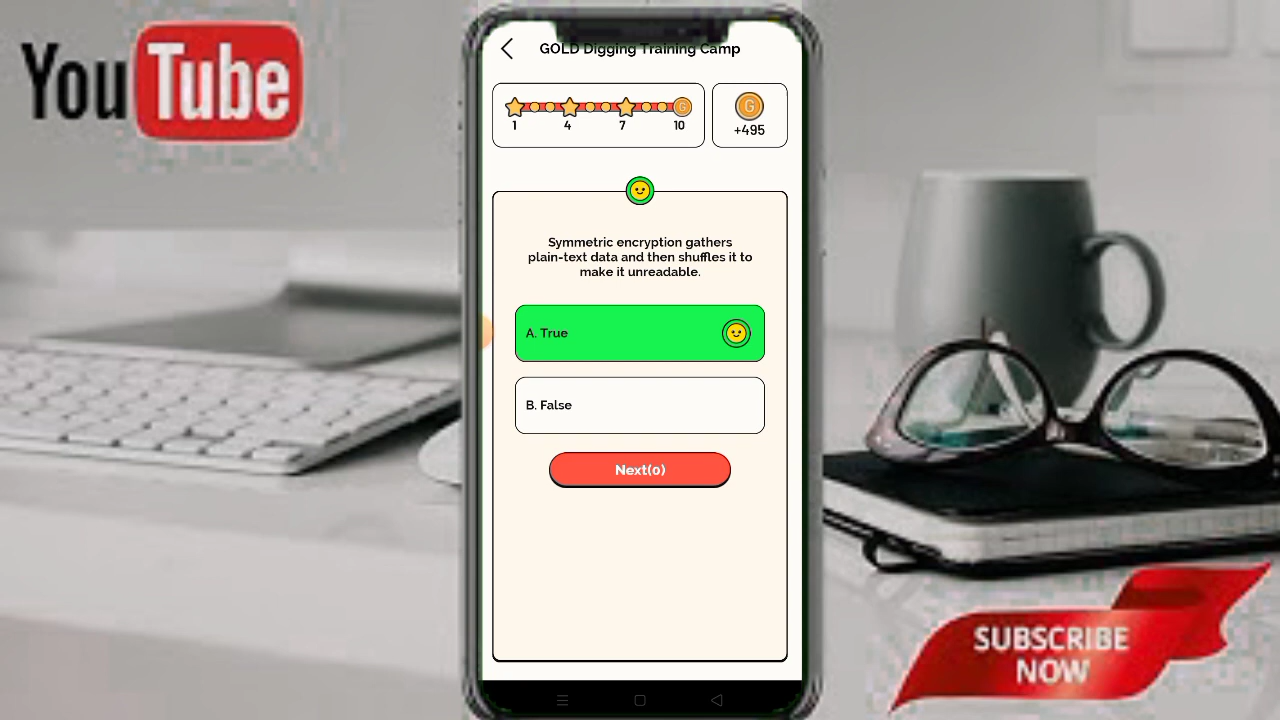 YouTube
GOLD Digging Training Camp
1 4 7 10
G
+495
Symmetric encryption gathers
plain-text data and then shuffles it to
make it unreadable.
A. True
B. False
Next(0)
SUBSCRIBE
NOW